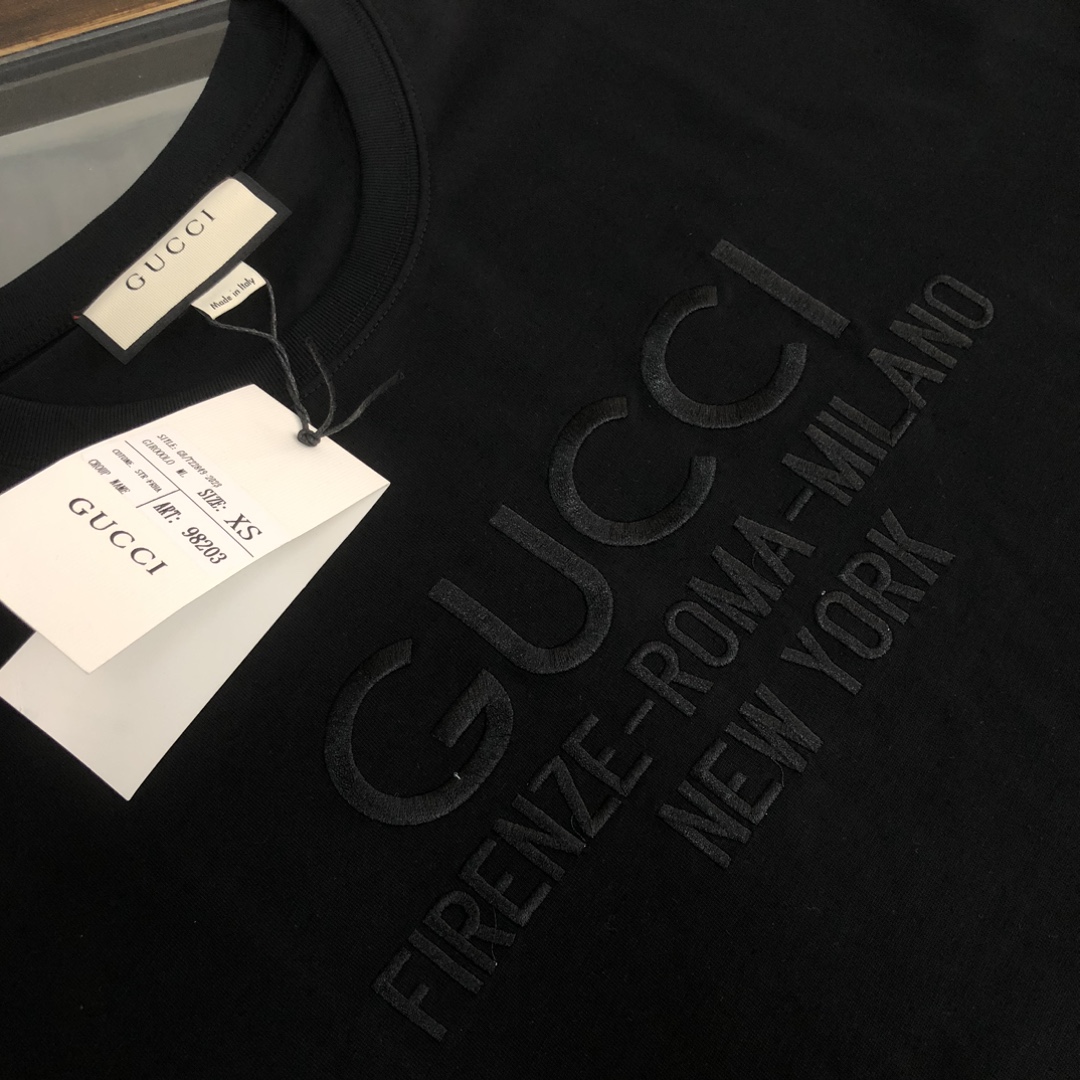 GUCCI
Made in Italy
SIZE: XS
ART: 98203
GUCCI
GUCCI
FIRENZE-ROMA-MILANO
NEW YORK